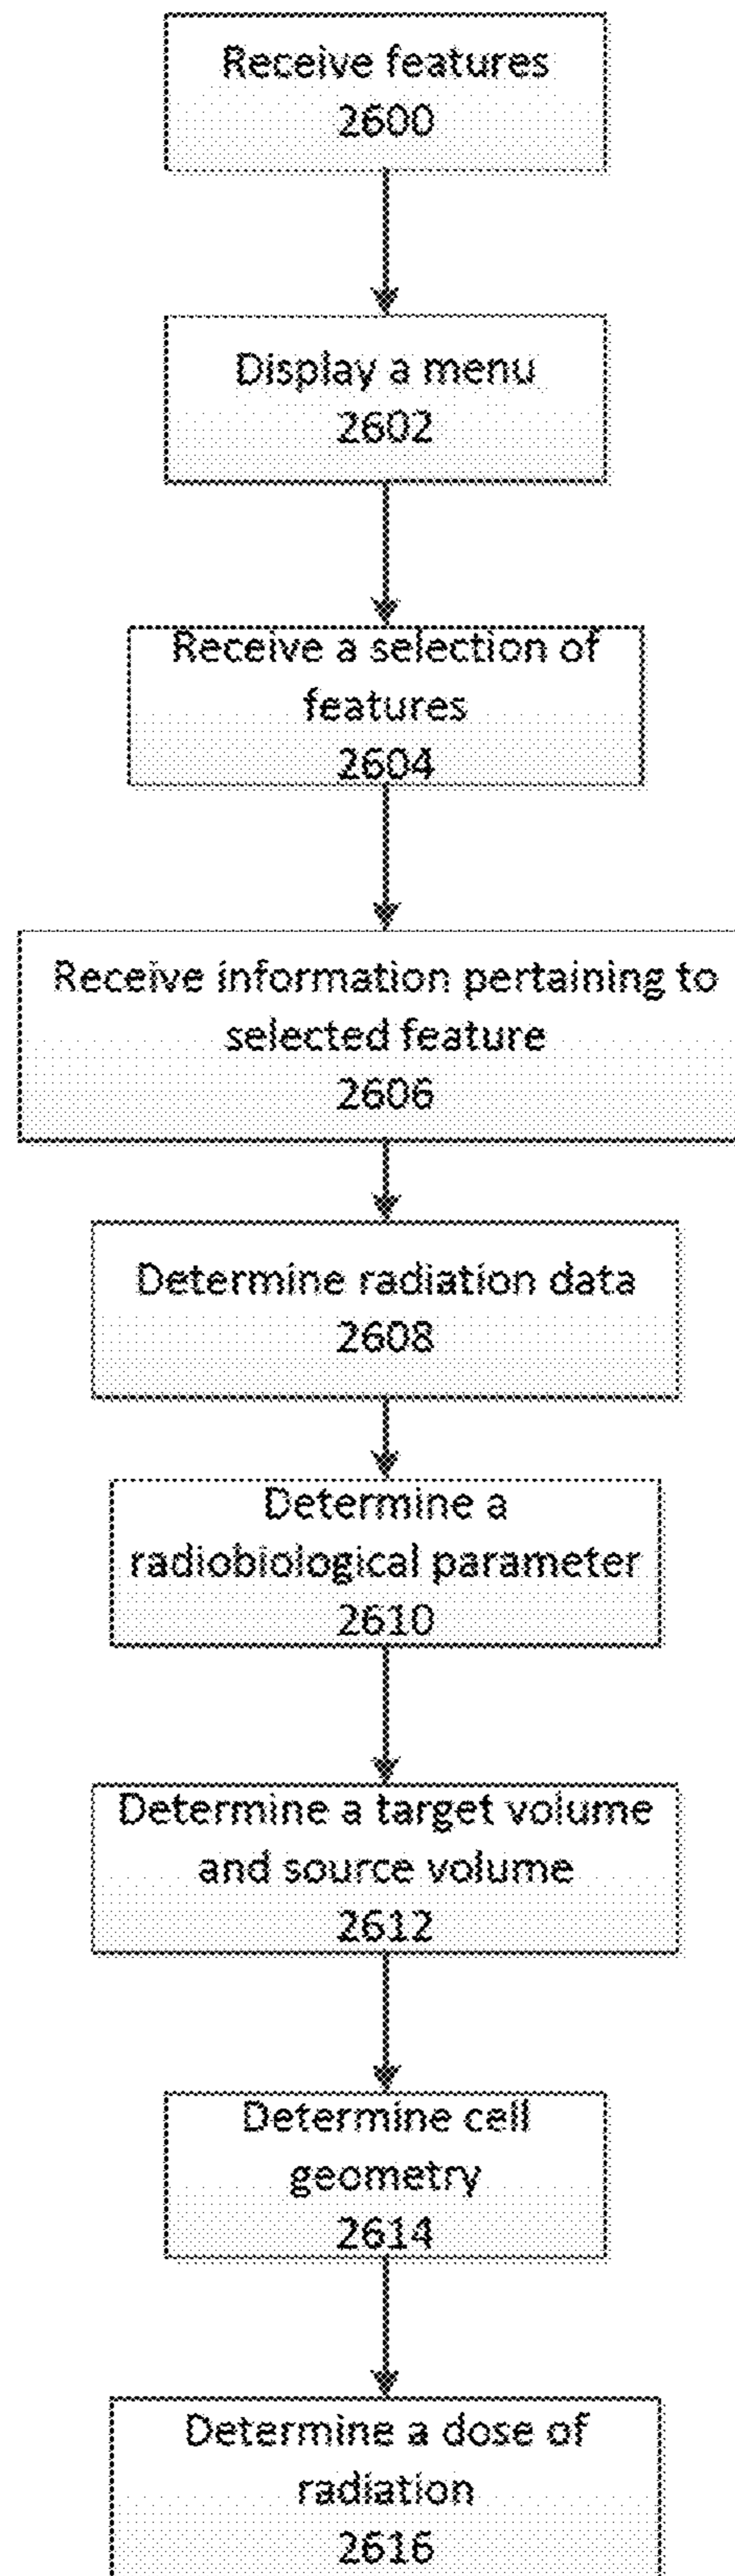 Receive features
2600
Display a menu
2602
Receive a selection of
features
2604
Receive information pertaining to
selected feature
2606
Determine radiation data
2608
Determine a
radiobiological parameter
2610
Determine a target volume
and source volume
2612
Determine cell
geometry
2614
Determine a dose of
radiation
2616